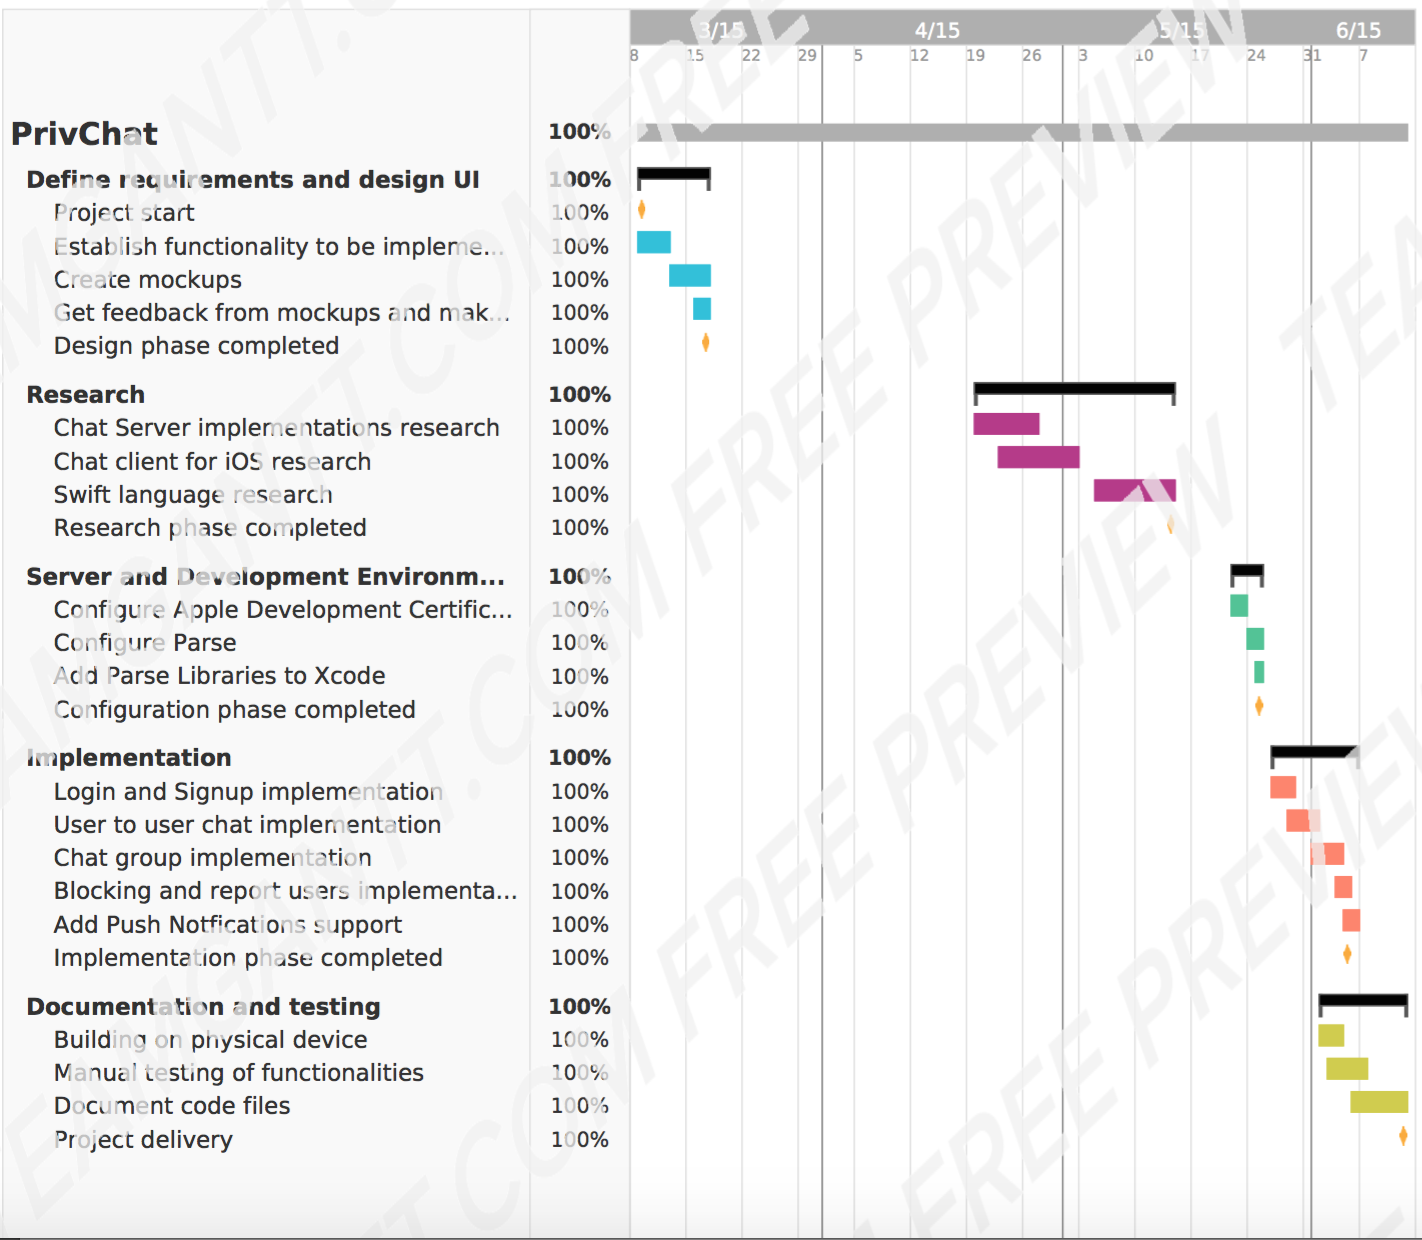 3/15 4/15 5/15 6/15
8 15 22 29 5 12 19 26 3 10 17 24 31 7
PrivChat 100%
Define requirements and design UI 100%
Project start 100%
Establish functionality to be impleme... 100%
Create mockups 100%
Get feedback from mockups and mak... 100%
Design phase completed 100%
Research 100%
Chat Server implementations research 100%
Chat client for iOS research 100%
Swift language research 100%
Research phase completed 100%
Server and Development Environm... 100%
Configure Apple Development Certific... 100%
Configure Parse 100%
Add Parse Libraries to Xcode 100%
Configuration phase completed 100%
Implementation 100%
Login and Signup implementation 100%
User to user chat implementation 100%
Chat group implementation 100%
Blocking and report users implementa... 100%
Add Push Notfications support 100%
Implementation phase completed 100%
Documentation and testing 100%
Building on physical device 100%
Manual testing of functionalities 100%
Document code files 100%
Project delivery 100%
TEAMGANTT.COM FREE PREVIEW